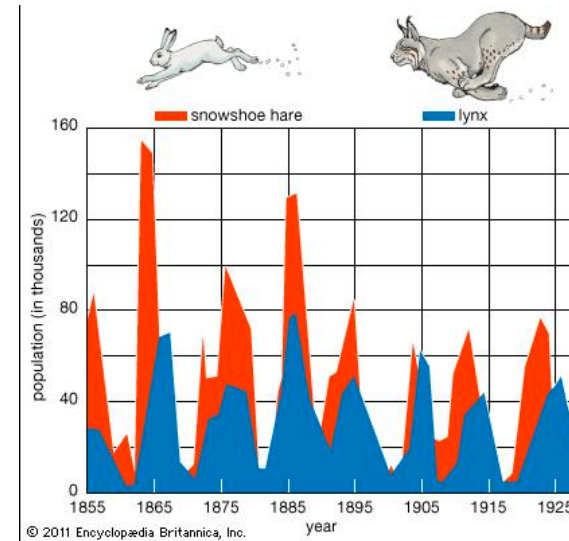 snowshoe hare
lynx
160
120
80
40
0
population (in thousands)
1855 1865 1875 1885 1895 1905 1915 1925
year
© 2011 Encyclopædia Britannica, Inc.